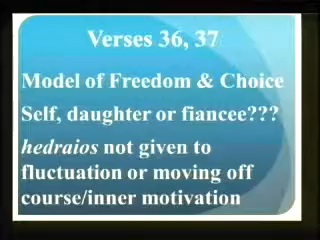 Verses 36, 37
Model of Freedom & Choice
Self, daughter or fiancee???
hedraios not given to
fluctuation or moving off
course/inner motivation